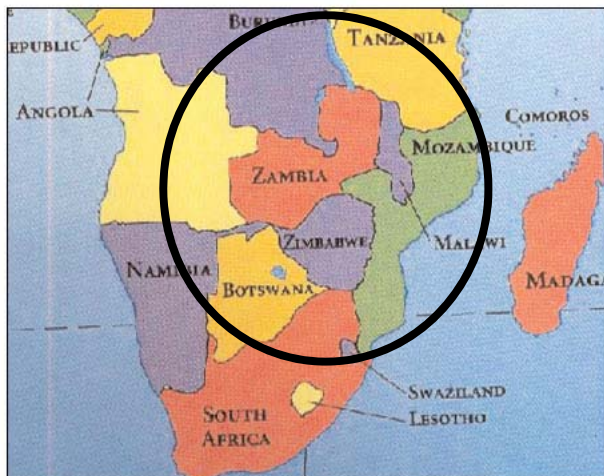 TANZANIA
EPUBLIC
ANGOLA
COMOROS
MOZAMBIQUE
ZAMBIA
ZIMBABWE
MALAWI
NAMIBIA
BOTSWANA
MADAGA
SWAZILAND
LESOTHO
SOUTH
AFRICA